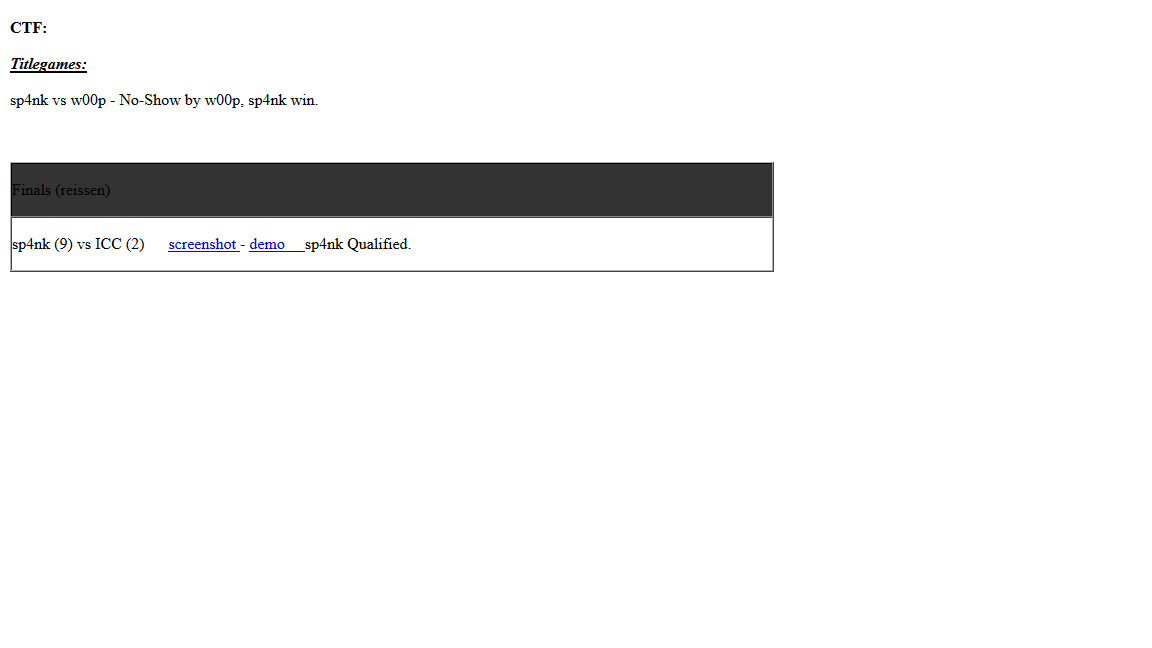 CTF:
Titlegames:
sp4nk vs w00p - No-Show by w00p, sp4nk win.
Finals (reissen)
sp4nk (9) vs ICC (2) screenshot - demo sp4nk Qualified.